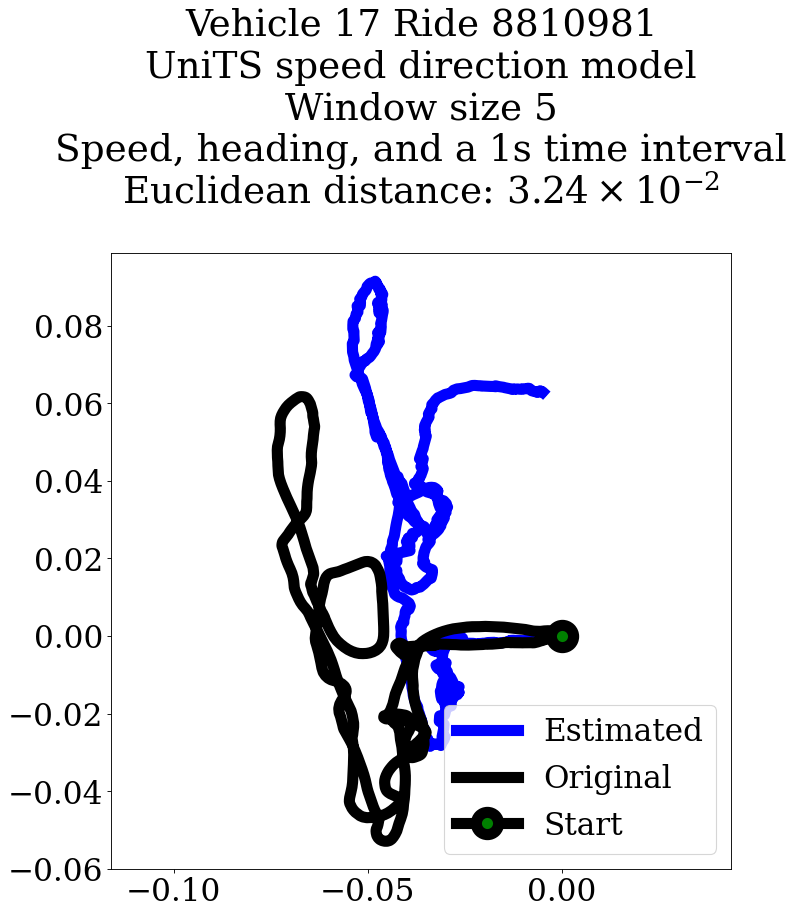 Vehicle 17 Ride 8810981
UniTS speed direction model
Window size 5
Speed, heading, and a 1s time interval
Euclidean distance: 3.24 × 10⁻²
0.08
0.06
0.04
0.02
0.00
−0.02
−0.04
−0.06
Estimated
Original
Start
−0.10
−0.05
0.00